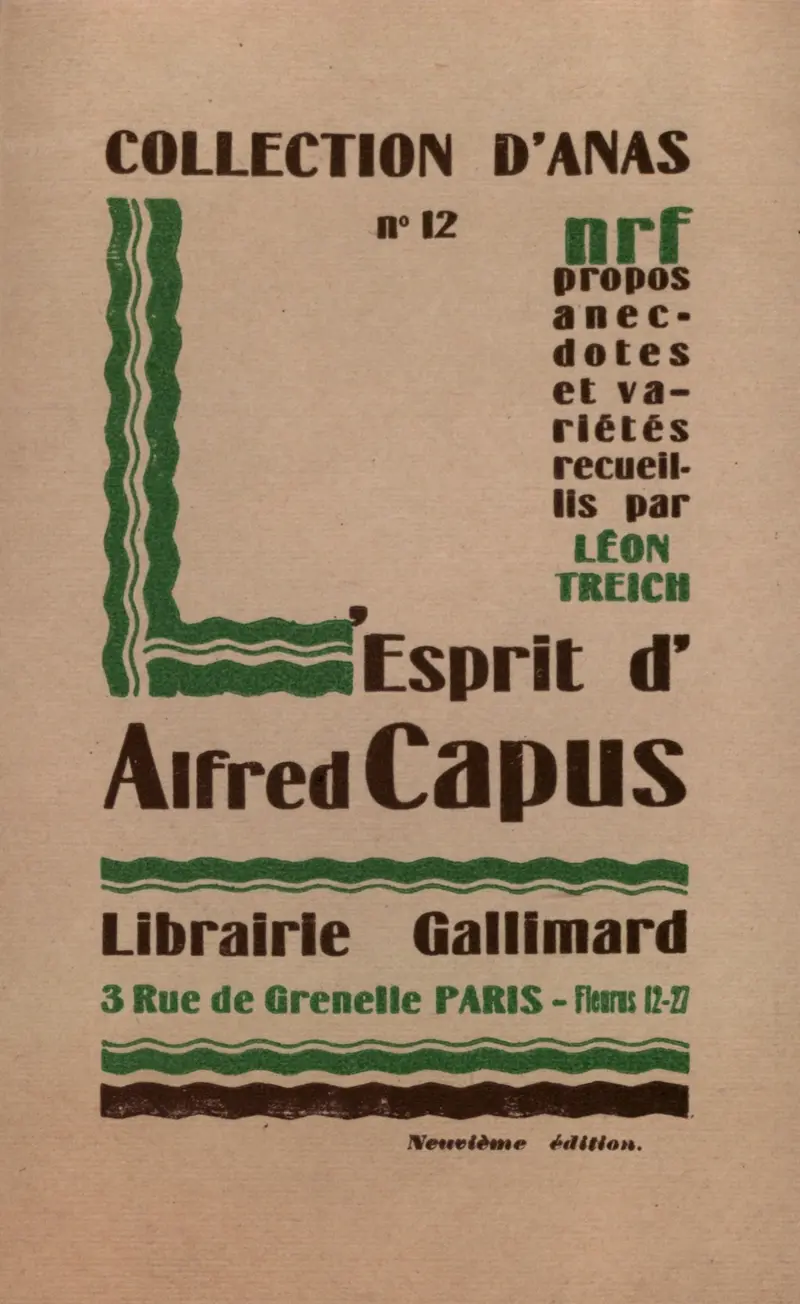 COLLECTION D'ANAS
nº 12
nrf
propos
anec-
dotes
et va-
riétés
recueil-
lis par
LÉON
TREICH
L'Esprit d'
Alfred Capus
Librairie Gallimard
3 Rue de Grenelle PARIS - Fleurus 12-27
Neuvième édition.